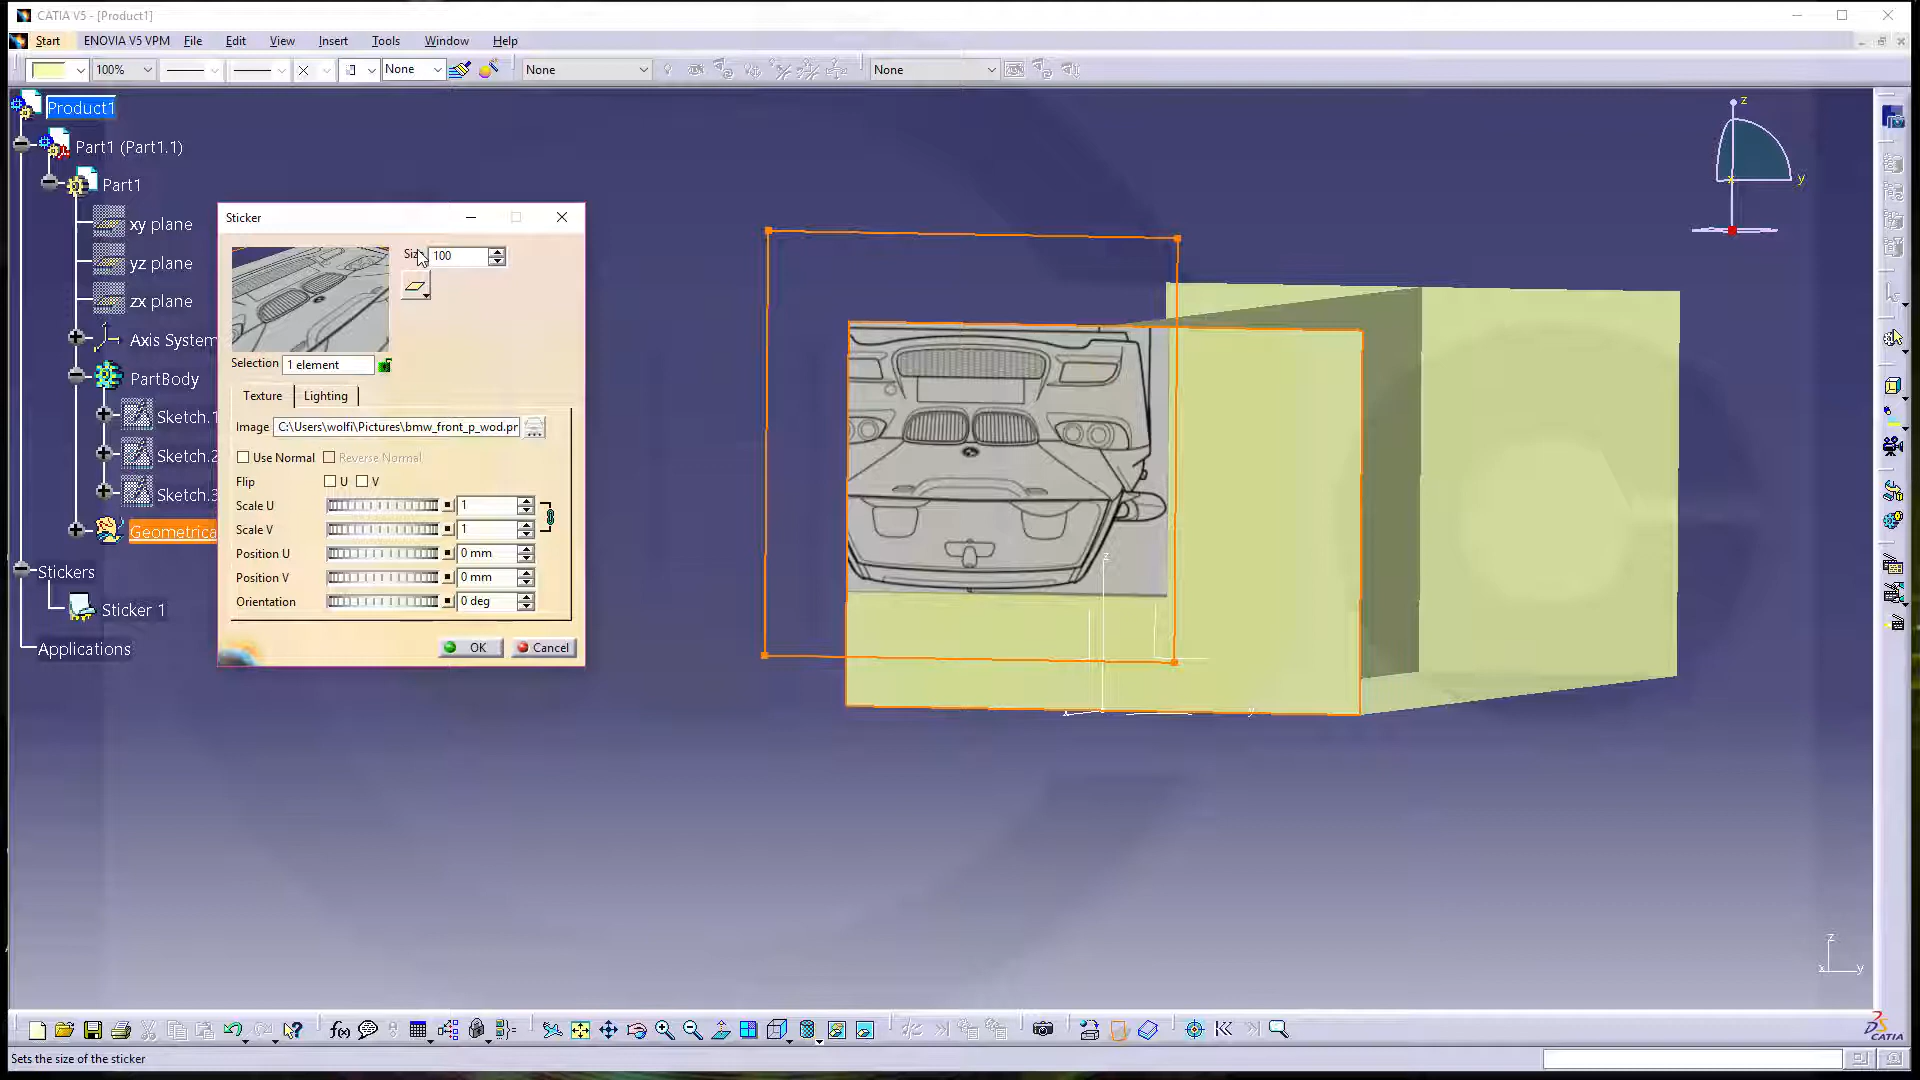 CATIA V5 - [Product1]
Start ENOVIA V5 VPM File Edit View Insert Tools Window Help
100% None None None
Product1
Part1 (Part1.1)
Part1
xy plane
yz plane
zx plane
Axis System
PartBody
Sketch.1
Sketch.2
Sketch.3
Geometrica
Stickers
Sticker 1
Applications
Sticker
Size 100
Selection 1 element
Texture Lighting
Image C:\Users\wolfi\Pictures\bmw_front_p_wod.pr
Use Normal Reverse Normal
Flip U V
Scale U 1
Scale V 1
Position U 0 mm
Position V 0 mm
Orientation 0 deg
OK Cancel
z
x y
z
x y
z
x y
f(x)
Sets the size of the sticker
CATIA